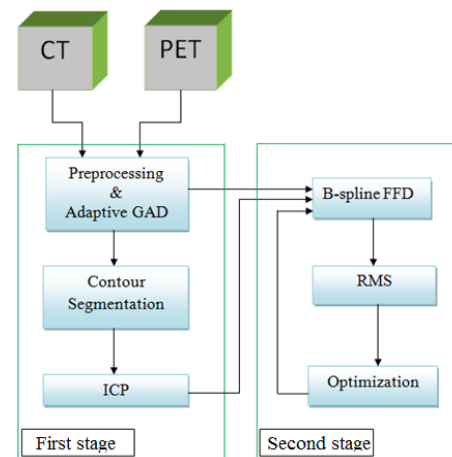 CT
PET
Preprocessing
&
Adaptive GAD
Contour
Segmentation
ICP
First stage
B-spline FFD
RMS
Optimization
Second stage